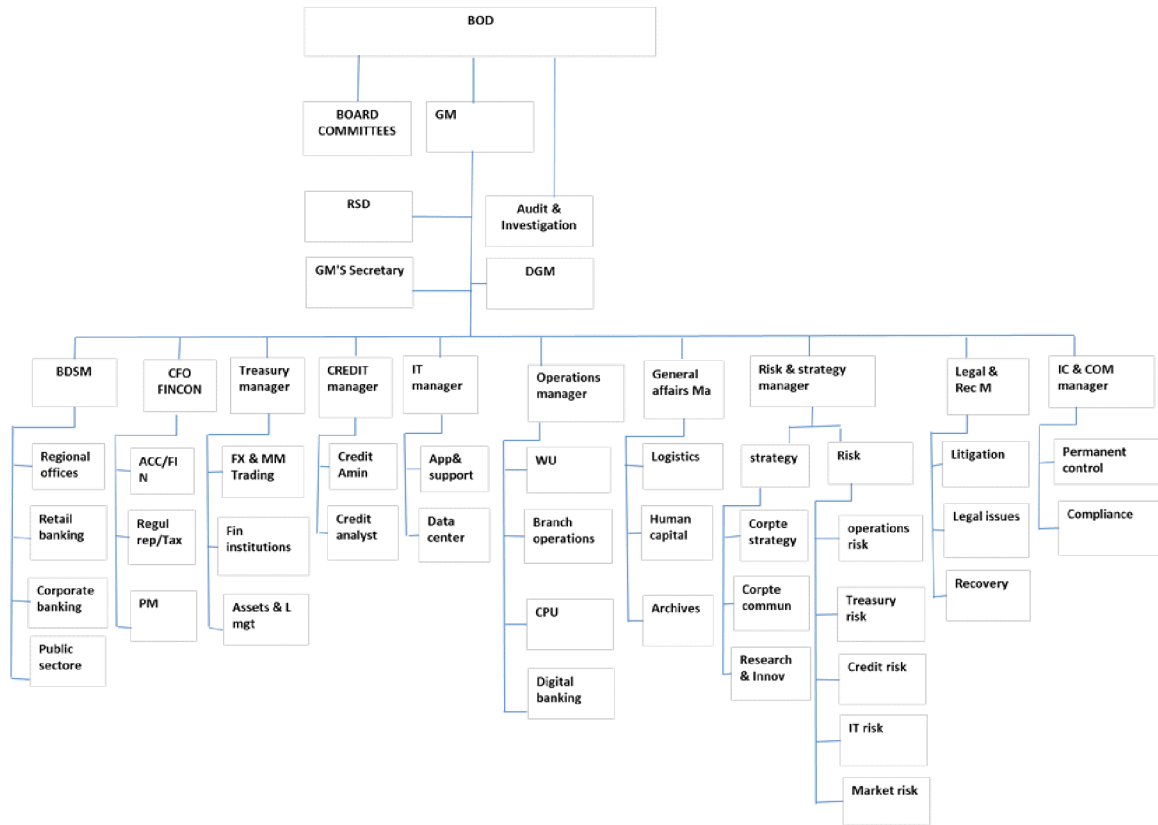 BOD
BOARD
COMMITTEES
GM
RSD
Audit &
Investigation
GM'S Secretary
DGM
BDSM
CFO
FINCON
Treasury
manager
CREDIT
manager
IT
manager
Operations
manager
General
affairs Ma
Risk & strategy
manager
Legal &
Rec M
IC & COM
manager
Regional
offices
Retail
banking
Corporate
banking
Public
sectore
ACC/FI
N
Regul
rep/Tax
PM
FX & MM
Trading
Fin
institutions
Assets & L
mgt
Credit
Amin
Credit
analyst
App&
support
Data
center
WU
Branch
operations
CPU
Digital
banking
Logistics
Human
capital
Archives
strategy
Corpte
strategy
Corpte
commun
Research
& Innov
Risk
operations
risk
Treasury
risk
Credit risk
IT risk
Market risk
Litigation
Legal issues
Recovery
Permanent
control
Compliance